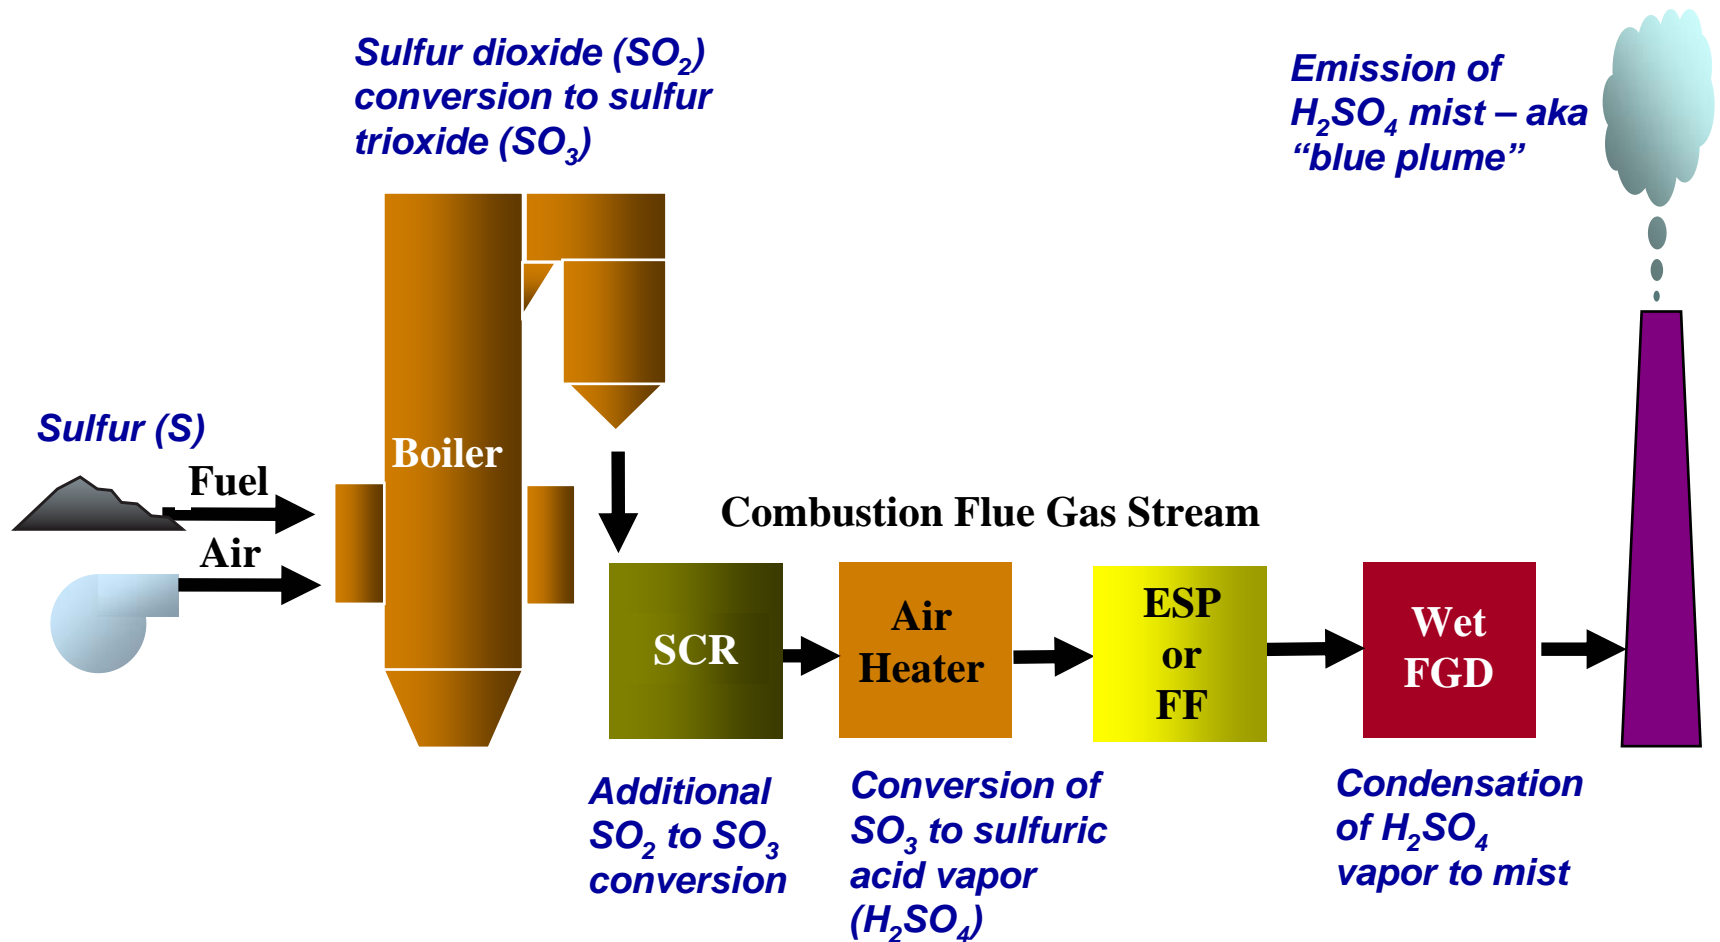 Sulfur dioxide (SO₂)
conversion to sulfur
trioxide (SO₃)
Emission of
H₂SO₄ mist – aka
“blue plume”
Sulfur (S)
Fuel
Air
Boiler
Combustion Flue Gas Stream
SCR
Air
Heater
ESP
or
FF
Wet
FGD
Additional
SO₂ to SO₃
conversion
Conversion of
SO₃ to sulfuric
acid vapor
(H₂SO₄)
Condensation
of H₂SO₄
vapor to mist